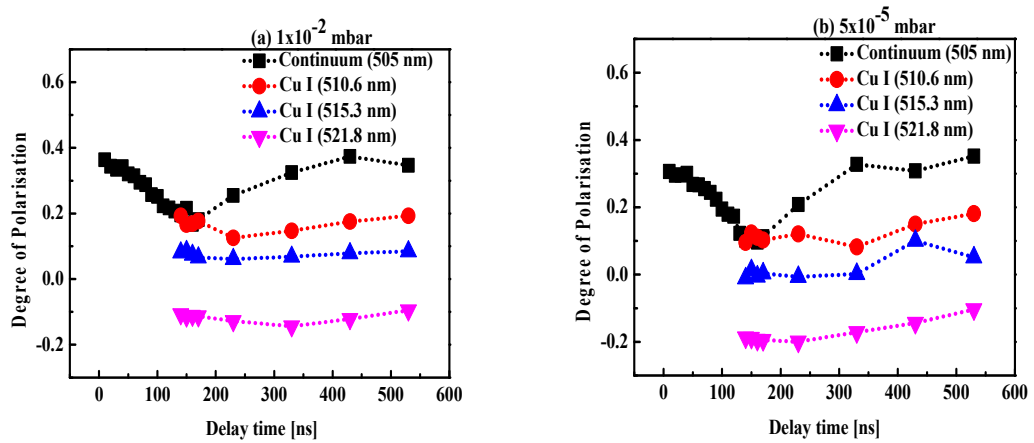 (a) 1x10⁻² mbar
Continuum (505 nm)
Cu I (510.6 nm)
Cu I (515.3 nm)
Cu I (521.8 nm)
Degree of Polarisation
0.6
0.4
0.2
0.0
-0.2
0 100 200 300 400 500 600
Delay time [ns]
(b) 5x10⁻⁵ mbar
Continuum (505 nm)
Cu I (510.6 nm)
Cu I (515.3 nm)
Cu I (521.8 nm)
Degree of Polarisation
0.6
0.4
0.2
0.0
-0.2
0 100 200 300 400 500 600
Delay time [ns]